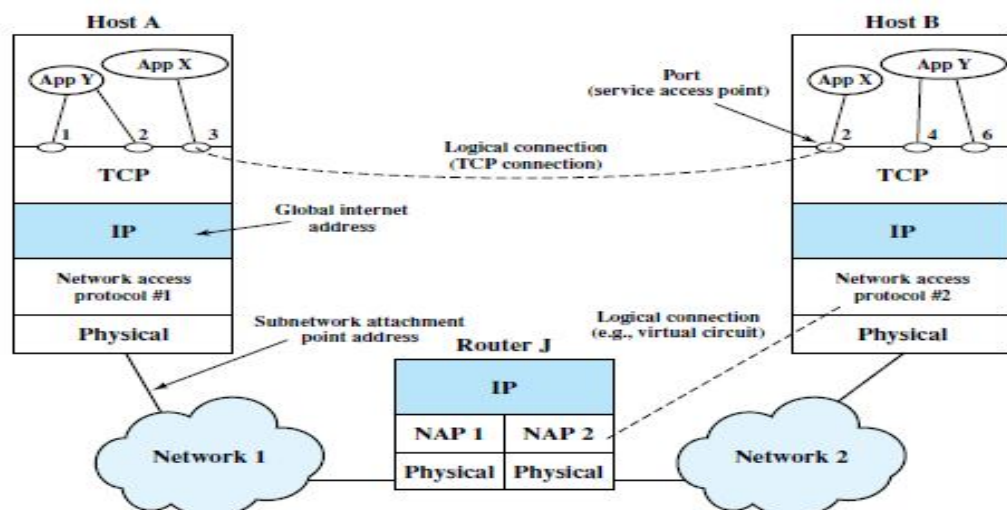 Host A
Host B
App X
App Y
Port
(service access point)
App X
App Y
1
2
3
2
4
6
Logical connection
(TCP connection)
TCP
TCP
Global internet
address
IP
IP
Network access
protocol #1
Network access
protocol #2
Subnetwork attachment
point address
Logical connection
(e.g., virtual circuit)
Physical
Physical
Router J
IP
NAP 1
NAP 2
Network 1
Network 2
Physical
Physical